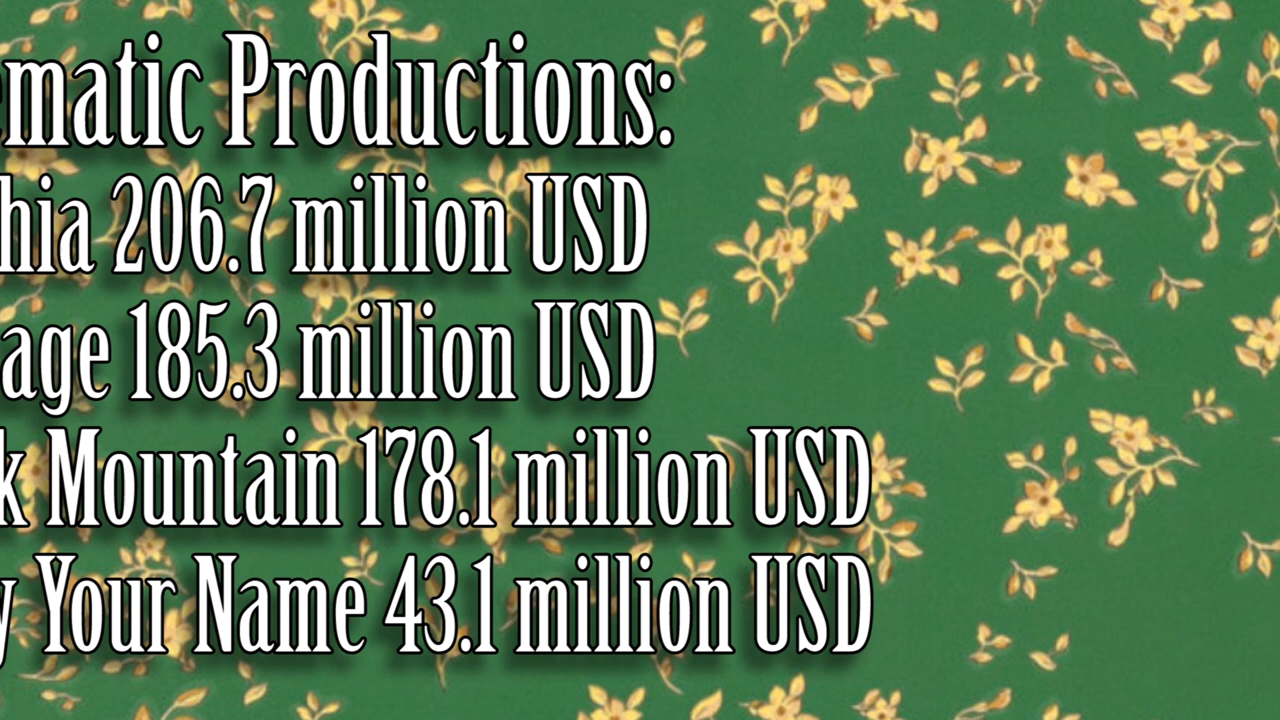 ematic Productions:
hia 206.7 million USD
age 185.3 million USD
k Mountain 178.1 million USD
y Your Name 43.1 million USD